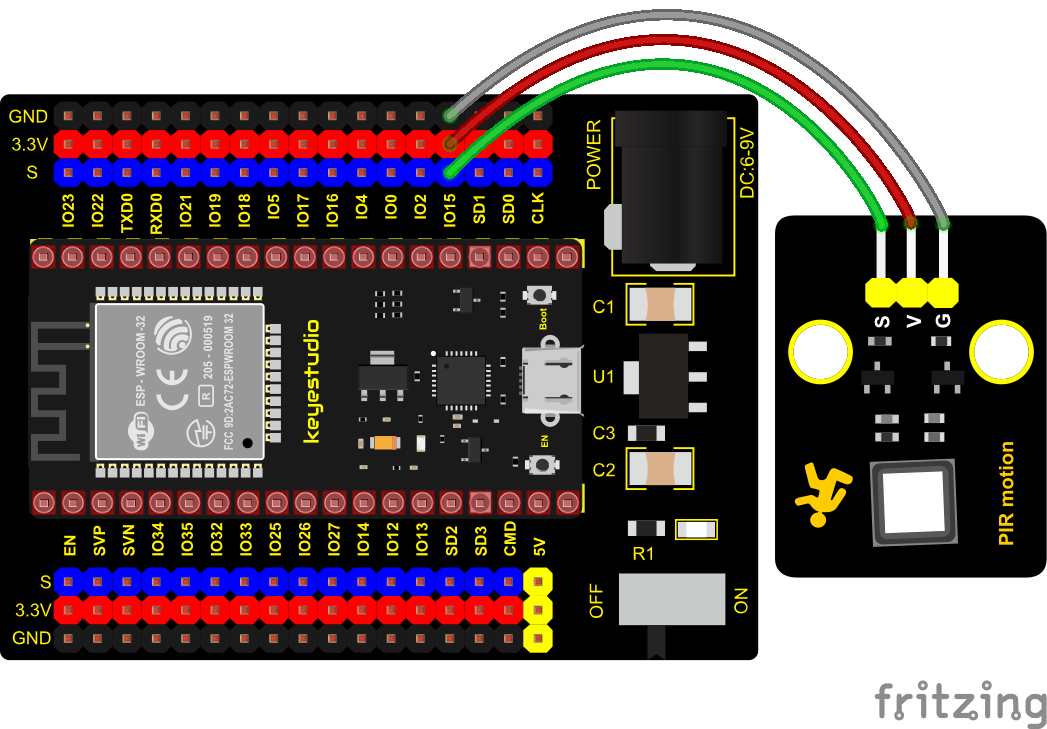 GND
3.3V
S
IO23
IO22
TXD0
RXD0
IO21
IO19
IO18
IO5
IO17
IO16
IO4
IO0
IO2
IO15
SD1
SD0
CLK
POWER
DC:6-9V
C1
U1
C3
C2
R1
OFF
ON
Boot
EN
WiFi
ESP - WROOM-32
CE
R
205 - 000519
FCC 9D:2AC72-ESPWROOM 32
keyestudio
EN
SVP
SVN
IO34
IO35
IO32
IO33
IO25
IO26
IO27
IO14
IO12
IO13
SD2
SD3
CMD
5V
S
3.3V
GND
S
V
G
PIR motion
fritzing